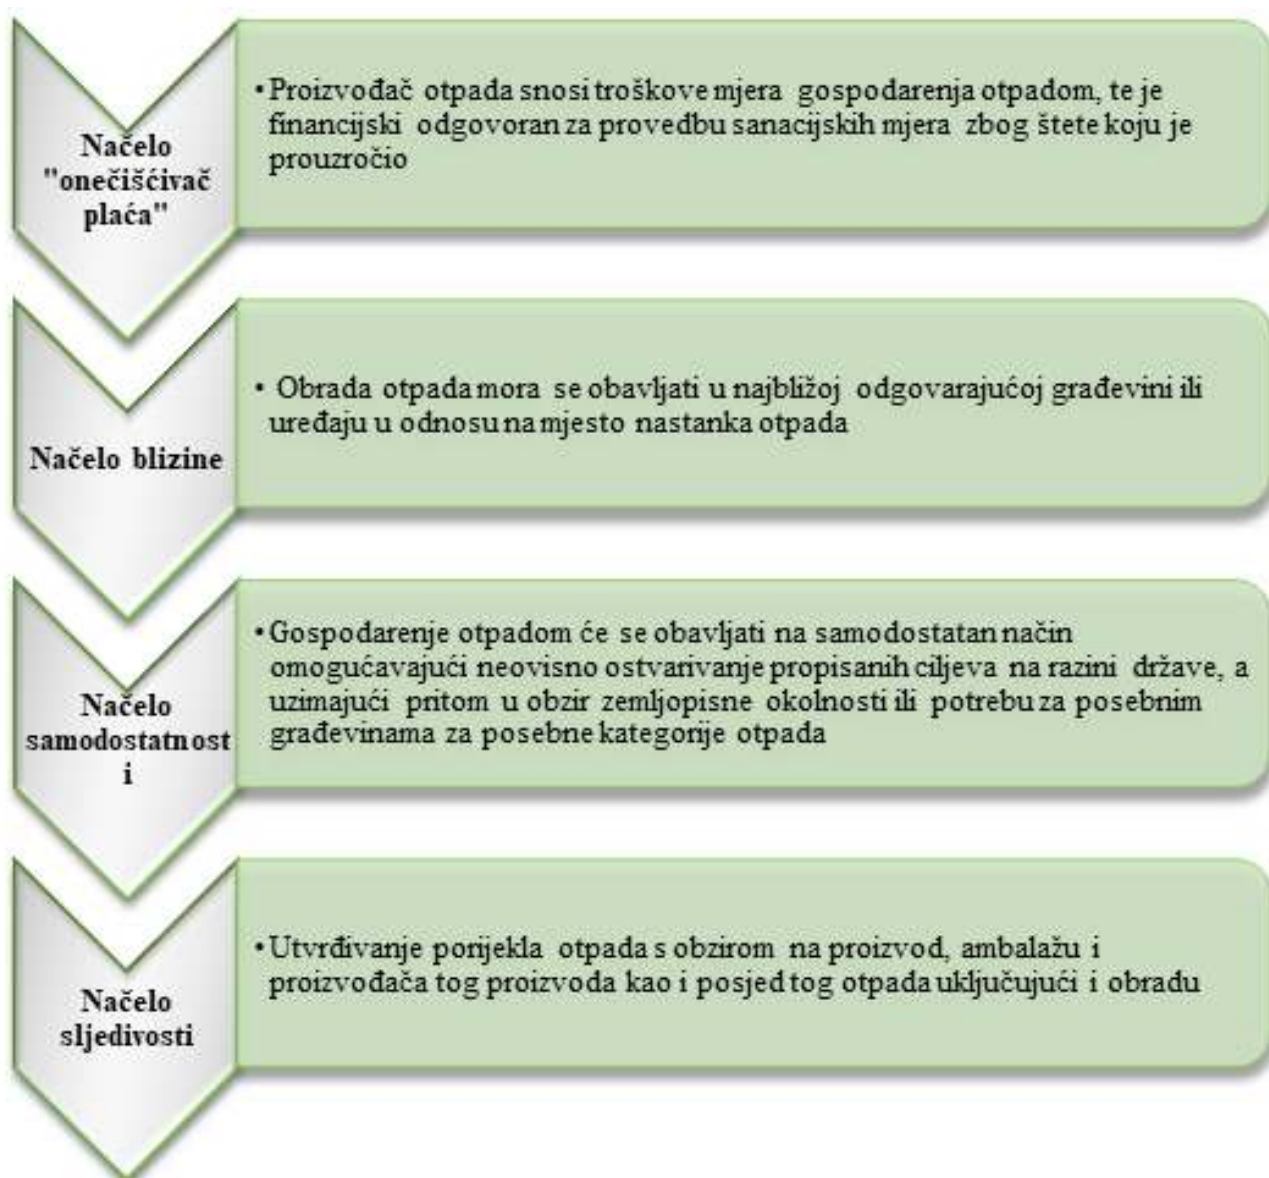 Načelo
"onečišćivač
plaća"
• Proizvođač otpada snosi troškove mjera gospodarenja otpadom, te je
financijski odgovoran za provedbu sanacijskih mjera zbog štete koju je
prouzročio
Načelo blizine
• Obrada otpada mora se obavljati u najbližoj odgovarajućoj građevini ili
uređaju u odnosu na mjesto nastanka otpada
Načelo
samodostatnost
i
• Gospodarenje otpadom će se obavljati na samodostatan način
omogućavajući neovisno ostvarivanje propisanih ciljeva na razini države, a
uzimajući pritom u obzir zemljopisne okolnosti ili potrebu za posebnim
građevinama za posebne kategorije otpada
Načelo
sljedivosti
• Utvrđivanje porijekla otpada s obzirom na proizvod, ambalažu i
proizvođača tog proizvoda kao i posjed tog otpada uključujući i obradu